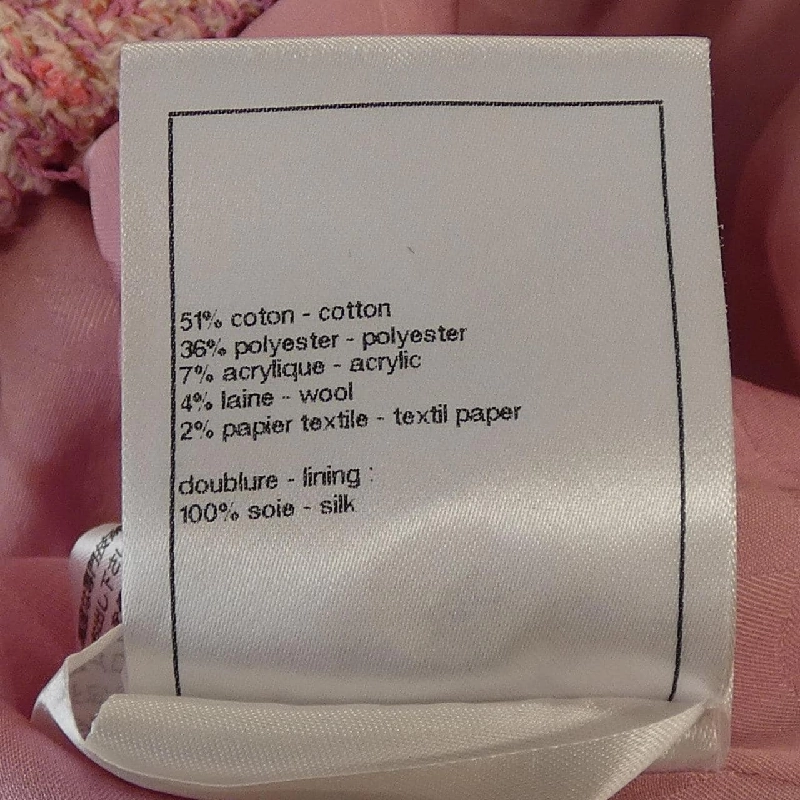 51% coton - cotton
36% polyester - polyester
7% acrylique - acrylic
4% laine - wool
2% papier textile - textil paper
doublure - lining :
100% soie - silk